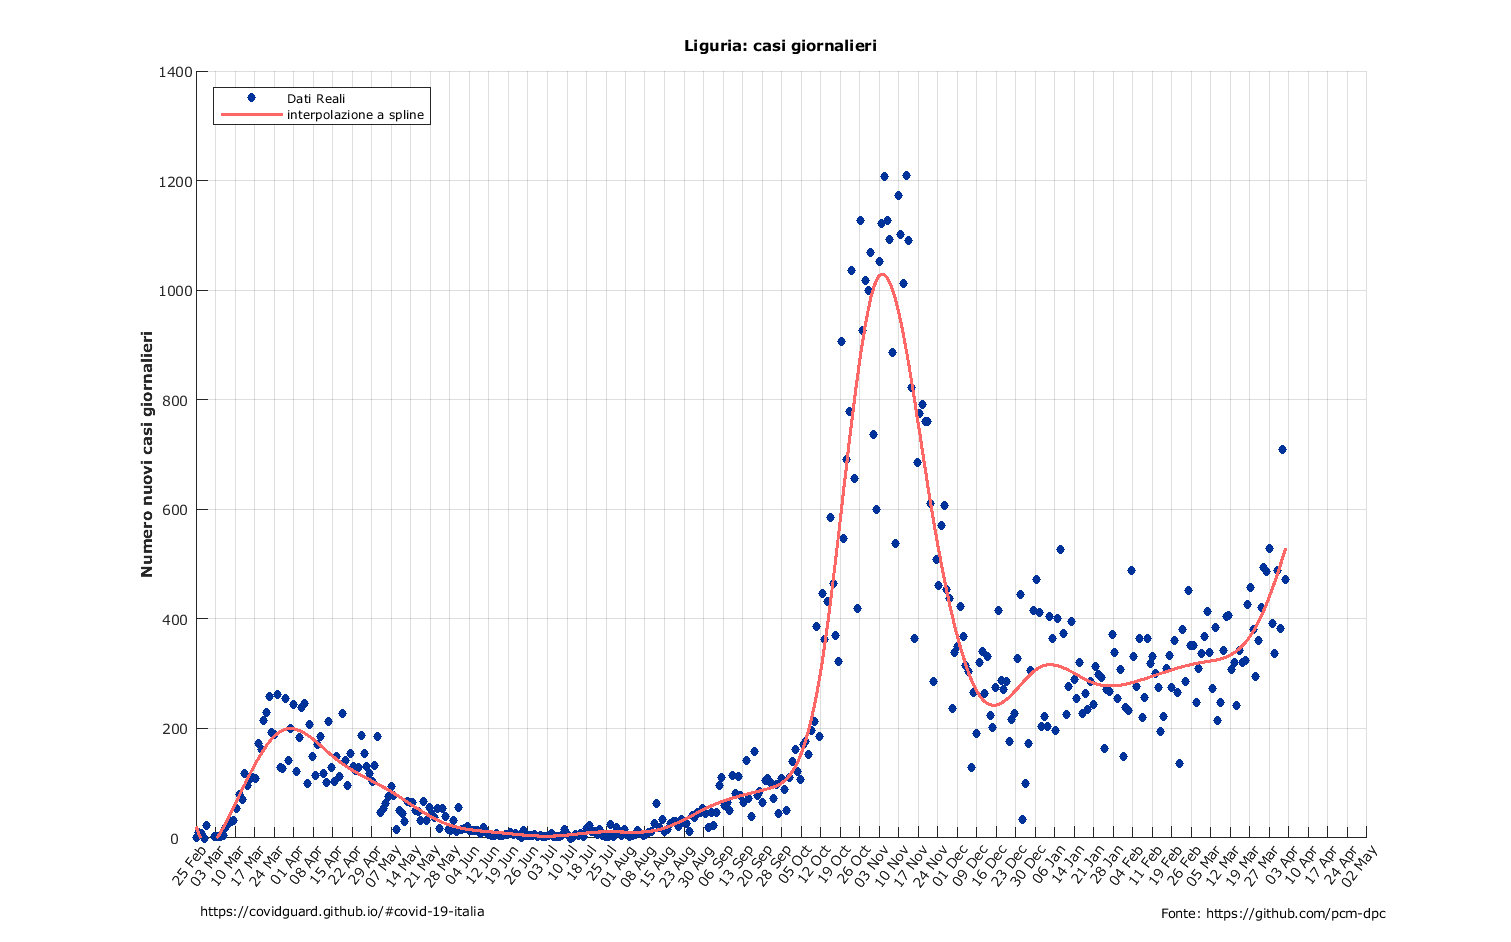 Liguria: casi giornalieri
Dati Reali
interpolazione a spline
Numero nuovi casi giornalieri
1400
1200
1000
800
600
400
200
0
25 Feb
03 Mar
10 Mar
17 Mar
24 Mar
01 Apr
08 Apr
15 Apr
22 Apr
29 Apr
07 May
14 May
21 May
28 May
04 Jun
12 Jun
19 Jun
26 Jun
03 Jul
10 Jul
18 Jul
25 Jul
01 Aug
08 Aug
15 Aug
23 Aug
30 Aug
06 Sep
13 Sep
20 Sep
28 Sep
05 Oct
12 Oct
19 Oct
26 Oct
03 Nov
10 Nov
17 Nov
24 Nov
01 Dec
09 Dec
16 Dec
23 Dec
30 Dec
06 Jan
14 Jan
21 Jan
28 Jan
04 Feb
11 Feb
19 Feb
26 Feb
05 Mar
12 Mar
19 Mar
27 Mar
03 Apr
10 Apr
17 Apr
24 Apr
02 May
https://covidguard.github.io/#covid-19-italia
Fonte: https://github.com/pcm-dpc